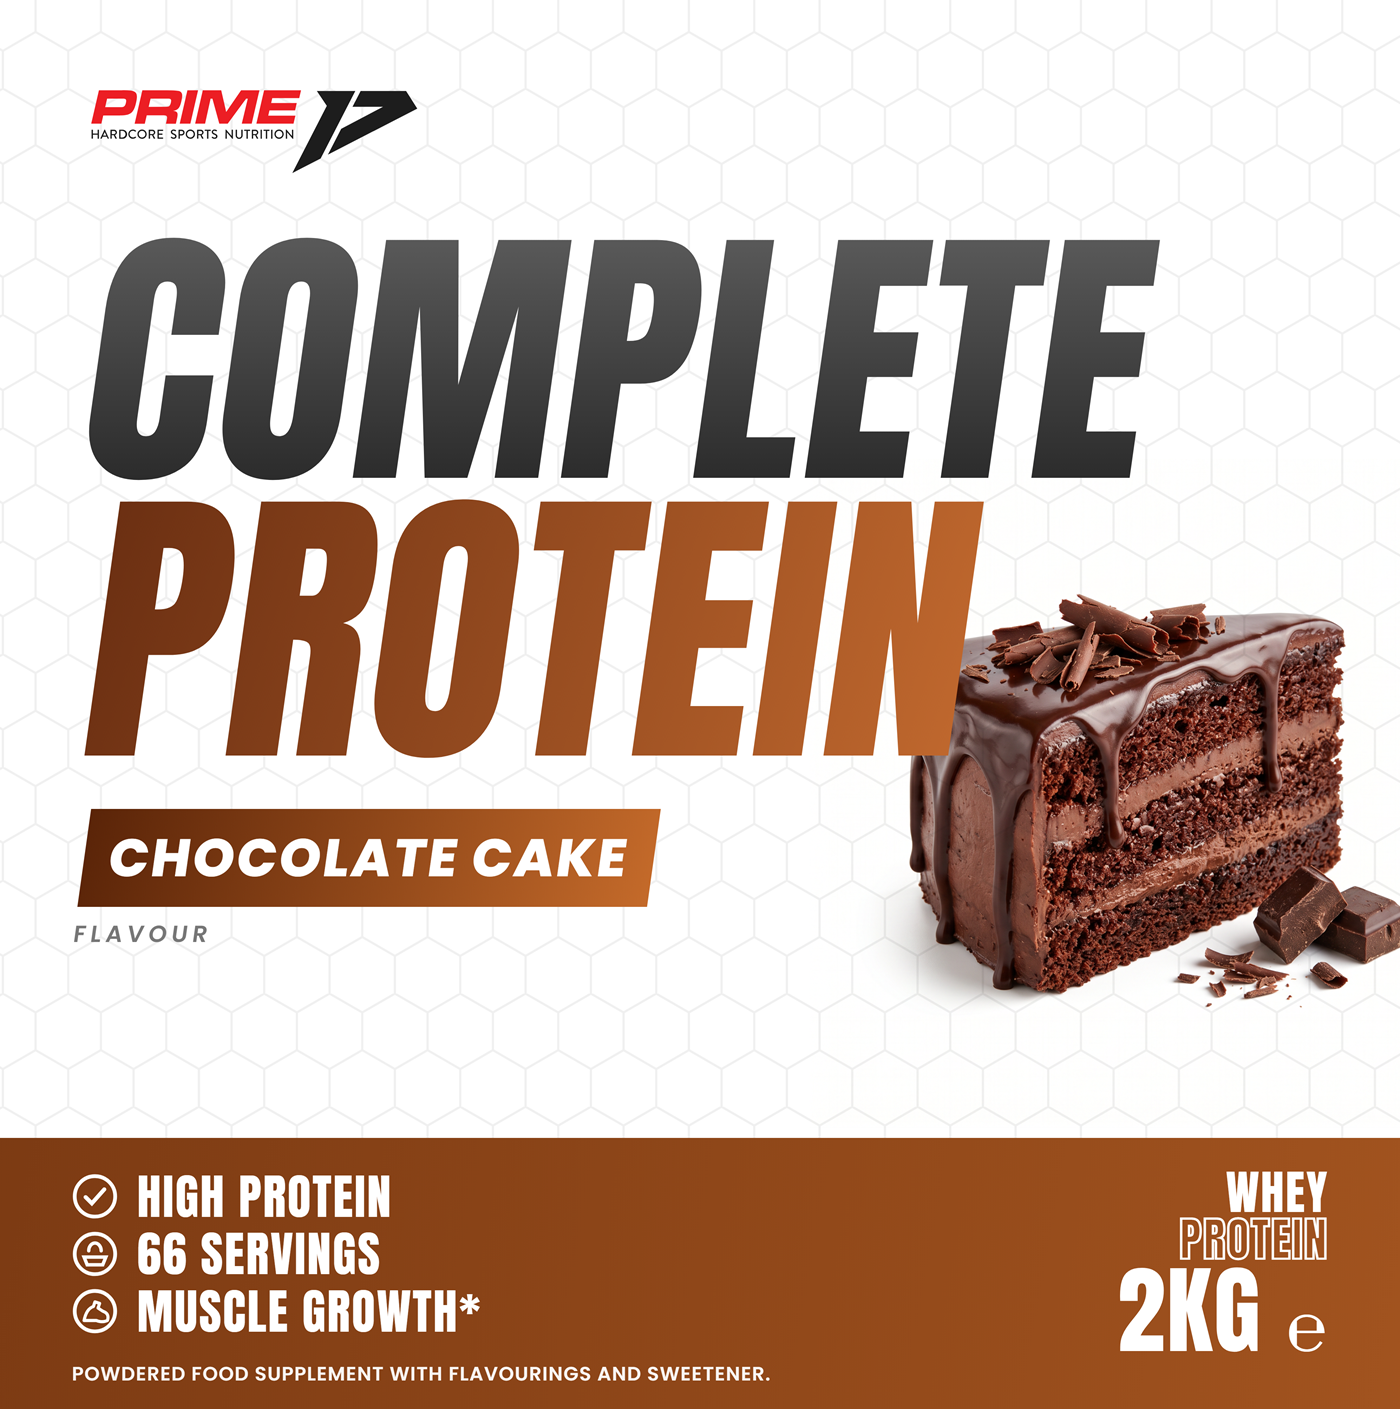 PRIME
HARDCORE SPORTS NUTRITION
COMPLETE
PROTEIN
CHOCOLATE CAKE
FLAVOUR
HIGH PROTEIN
66 SERVINGS
MUSCLE GROWTH*
POWDERED FOOD SUPPLEMENT WITH FLAVOURINGS AND SWEETENER.
WHEY
PROTEIN
2KG ℮